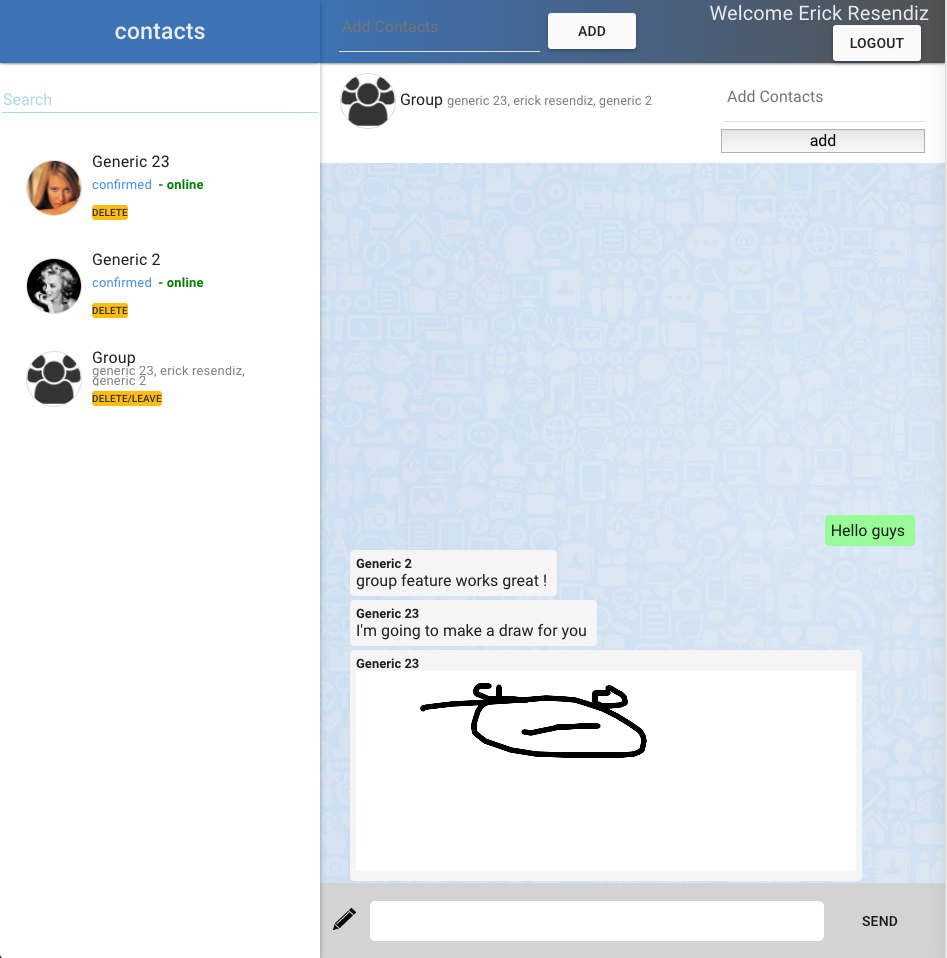 contacts
Add Contacts
ADD
Welcome Erick Resendiz
LOGOUT
Search
Generic 23
confirmed - online
DELETE
Generic 2
confirmed - online
DELETE
Group
generic 23, erick resendiz,
generic 2
DELETE/LEAVE
Group generic 23, erick resendiz, generic 2
Add Contacts
add
Hello guys
Generic 2
group feature works great !
Generic 23
I'm going to make a draw for you
Generic 23
SEND